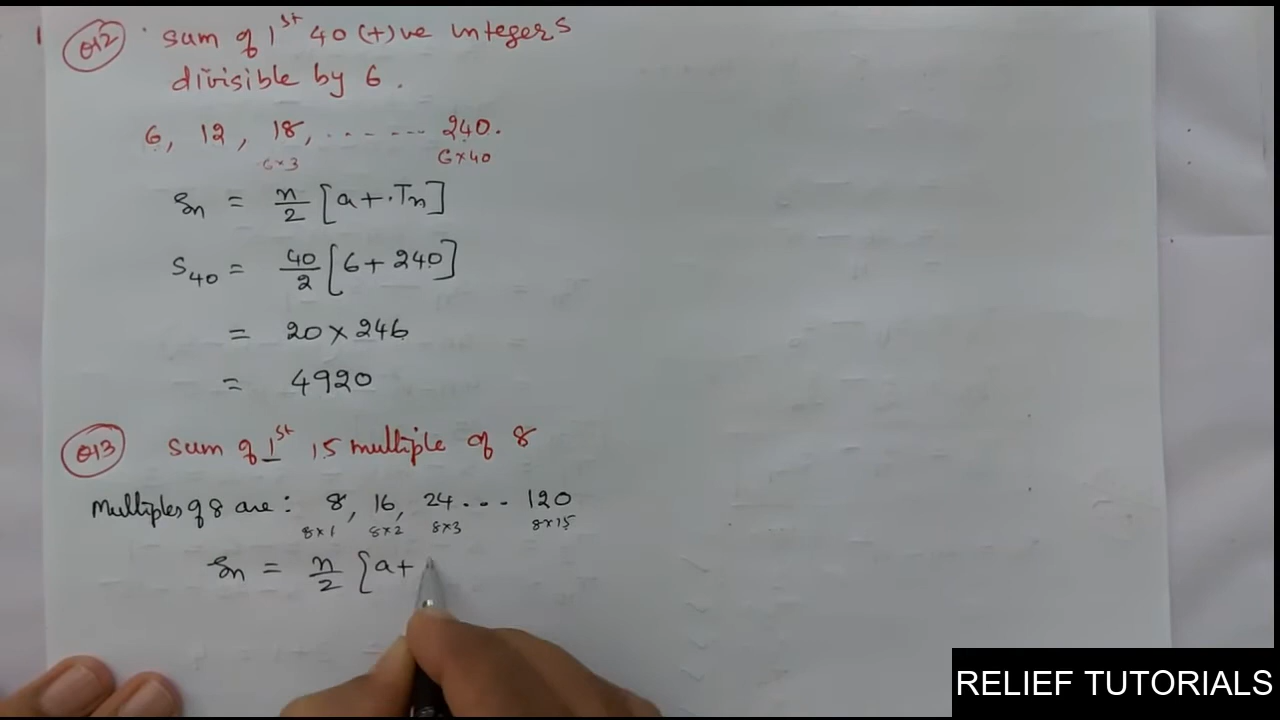 Q12 Sum of 1st 40 (+)ve integers
divisible by 6.
6, 12, 18, ....... 240.
6×3 6×40
Sn = n/2 [a + Tn]
S40 = 40/2 [6 + 240]
= 20 × 246
= 4920
Q13 Sum of 1st 15 multiple of 8
Multiples of 8 are : 8, 16, 24 ... 120
8×1 8×2 8×3 8×15
Sn = n/2 [a +
RELIEF TUTORIALS